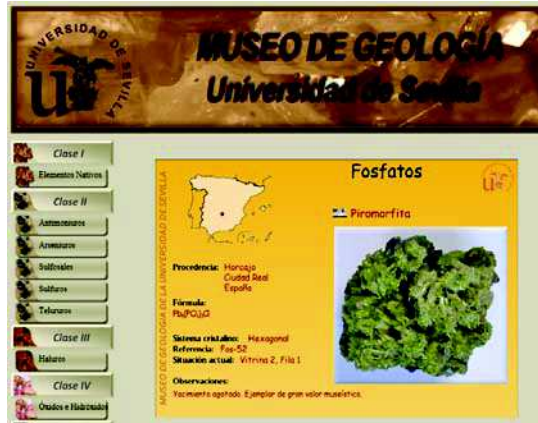 UNIVERSIDAD DE SEVILLA
MUSEO DE GEOLOGÍA
Universidad de Sevilla
Clase I
Elementos Nativos
Clase II
Antimoniuros
Arseniuros
Sulfosales
Sulfuros
Telururos
Clase III
Haluros
Clase IV
Óxidos e Hidróxidos
MUSEO DE GEOLOGÍA DE LA UNIVERSIDAD DE SEVILLA
Fosfatos
Piromorfita
Procedencia: Horcajo
Ciudad Real
España
Fórmula:
Pb₅(PO₄)₃Cl
Sistema cristalino: Hexagonal
Referencia: Fos-52
Situación actual: Vitrina 2, Fila 1
Observaciones:
Yacimiento agotado. Ejemplar de gran valor museístico.